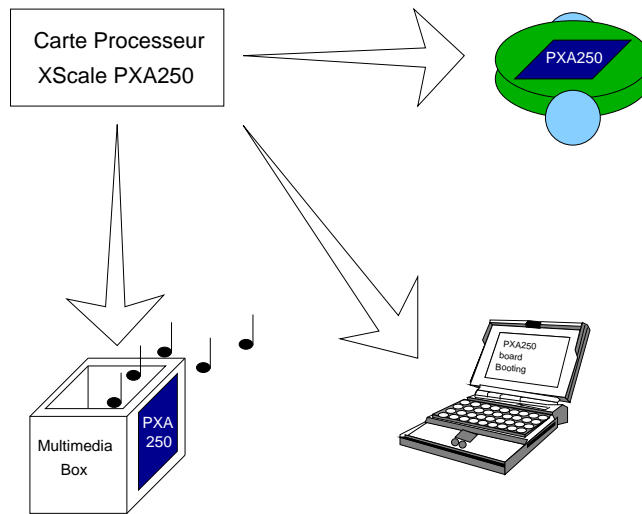 Carte Processeur
XScale PXA250
PXA250
PXA250
board
Booting
PXA
250
Multimedia
Box